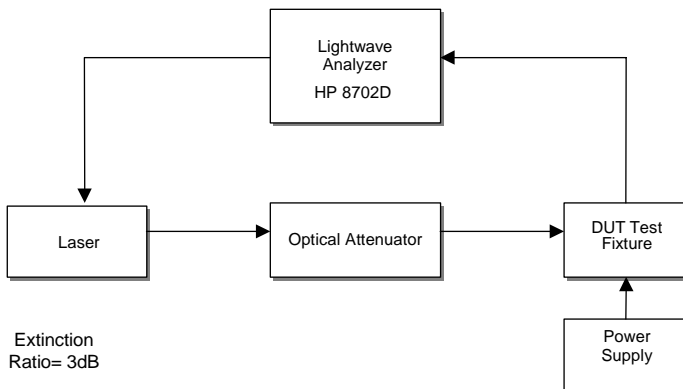 Lightwave
Analyzer
HP 8702D
Laser
Optical Attenuator
DUT Test
Fixture
Extinction
Ratio= 3dB
Power
Supply